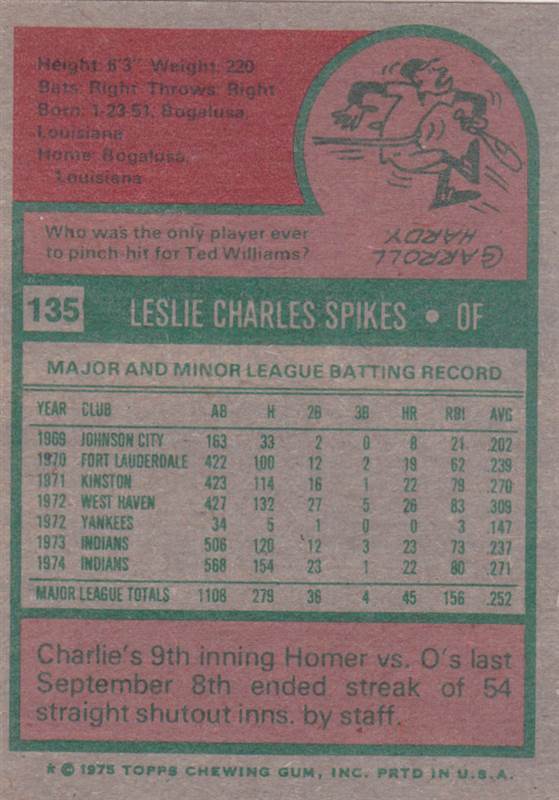 Height: 6'3" Weight: 220
Bats: Right Throws: Right
Born: 1-23-51, Bogalusa,
Louisiana
Home: Bogalusa,
Louisiana
Who was the only player ever
to pinch-hit for Ted Williams?
CARROLL
HARDY
135 LESLIE CHARLES SPIKES • OF
MAJOR AND MINOR LEAGUE BATTING RECORD
YEAR CLUB AB H 2B 3B HR RBI AVG
1969 JOHNSON CITY 163 33 2 0 8 21 .202
1970 FORT LAUDERDALE 422 100 12 2 19 62 .239
1971 KINSTON 423 114 16 1 22 79 .270
1972 WEST HAVEN 427 132 27 5 26 83 .309
1972 YANKEES 34 5 1 0 0 3 .147
1973 INDIANS 506 120 12 3 23 73 .237
1974 INDIANS 568 154 23 1 22 80 .271
MAJOR LEAGUE TOTALS 1108 279 36 4 45 156 .252
Charlie's 9th inning Homer vs. O's last
September 8th ended streak of 54
straight shutout inns. by staff.
* © 1975 TOPPS CHEWING GUM, INC. PRTD IN U.S.A.